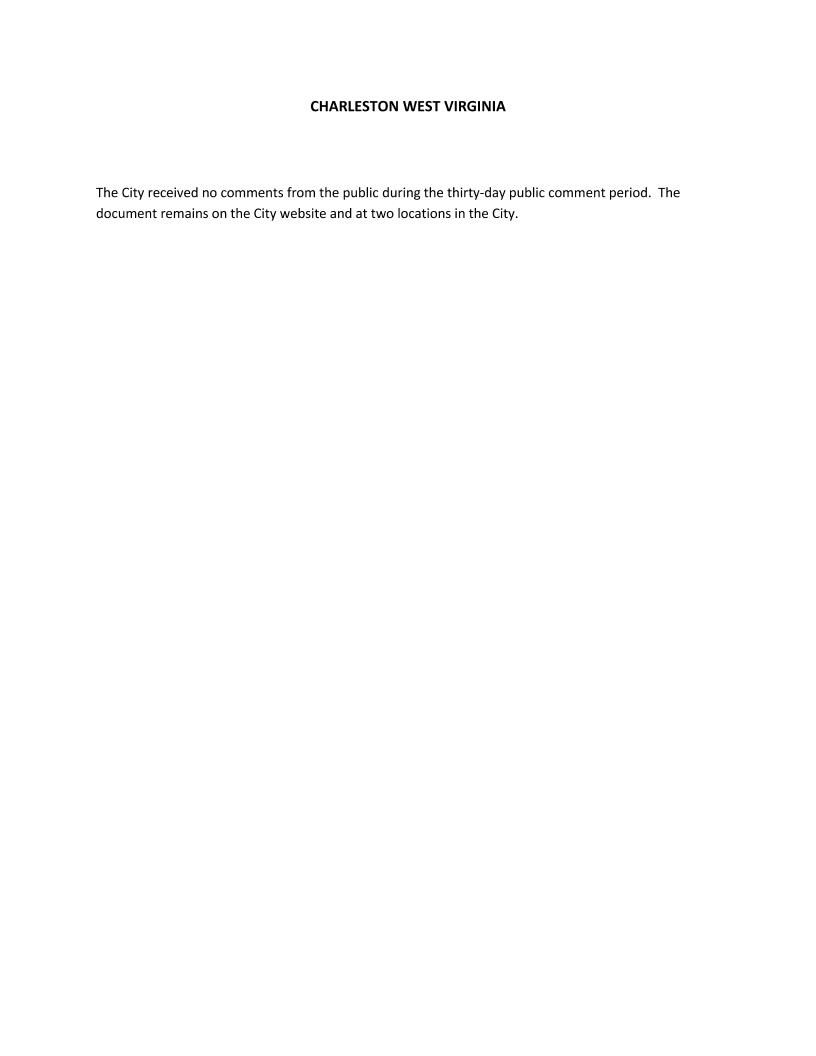 CHARLESTON WEST VIRGINIA
The City received no comments from the public during the thirty-day public comment period.  The
document remains on the City website and at two locations in the City.